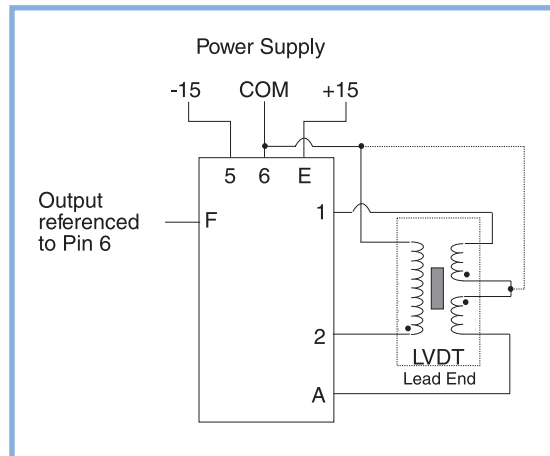 Power Supply
-15 COM +15
5 6 E
Output
referenced
to Pin 6
F
1
2
LVDT
Lead End
A